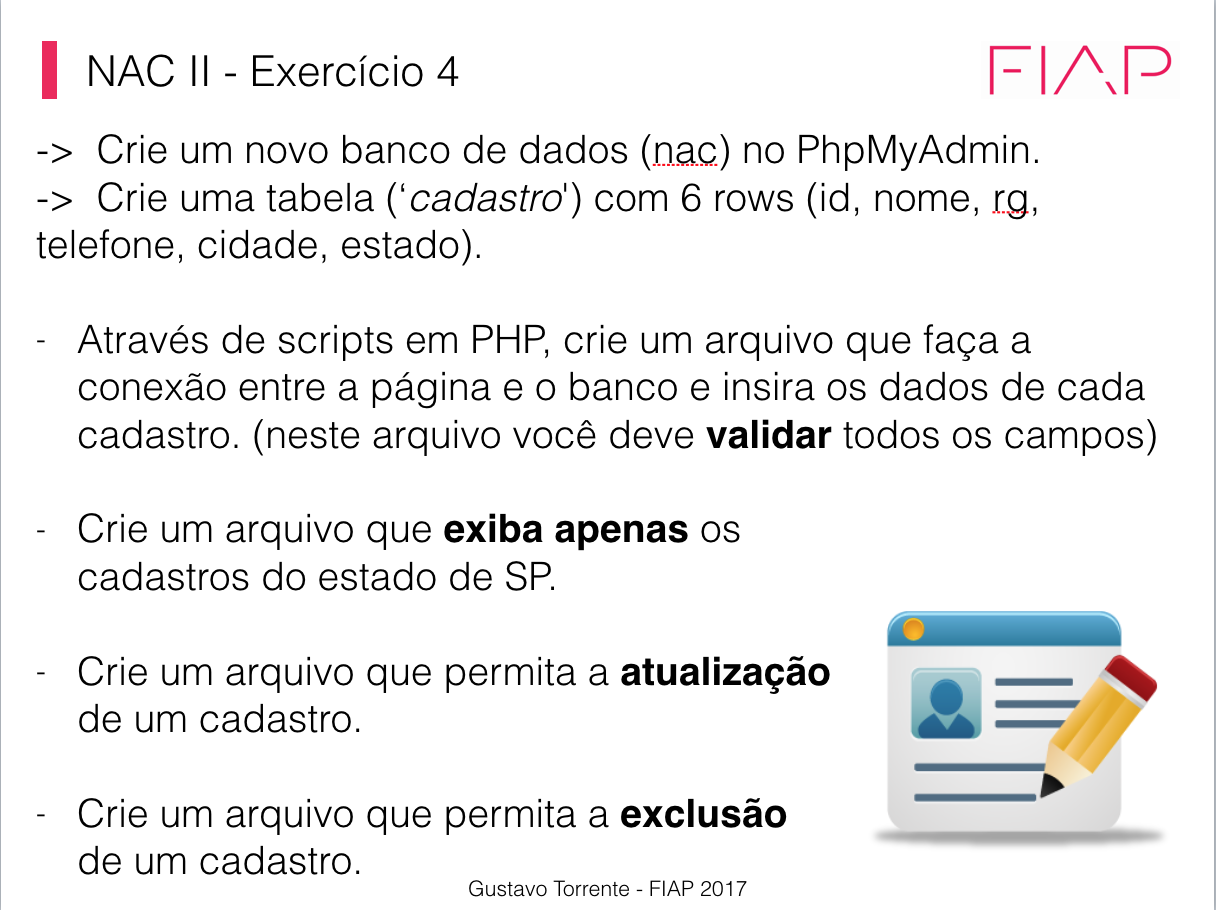 NAC II - Exercício 4
FIAP
-> Crie um novo banco de dados (nac) no PhpMyAdmin.
-> Crie uma tabela (‘cadastro') com 6 rows (id, nome, rg,
telefone, cidade, estado).
- Através de scripts em PHP, crie um arquivo que faça a
conexão entre a página e o banco e insira os dados de cada
cadastro. (neste arquivo você deve validar todos os campos)
- Crie um arquivo que exiba apenas os
cadastros do estado de SP.
- Crie um arquivo que permita a atualização
de um cadastro.
- Crie um arquivo que permita a exclusão
de um cadastro.
Gustavo Torrente - FIAP 2017